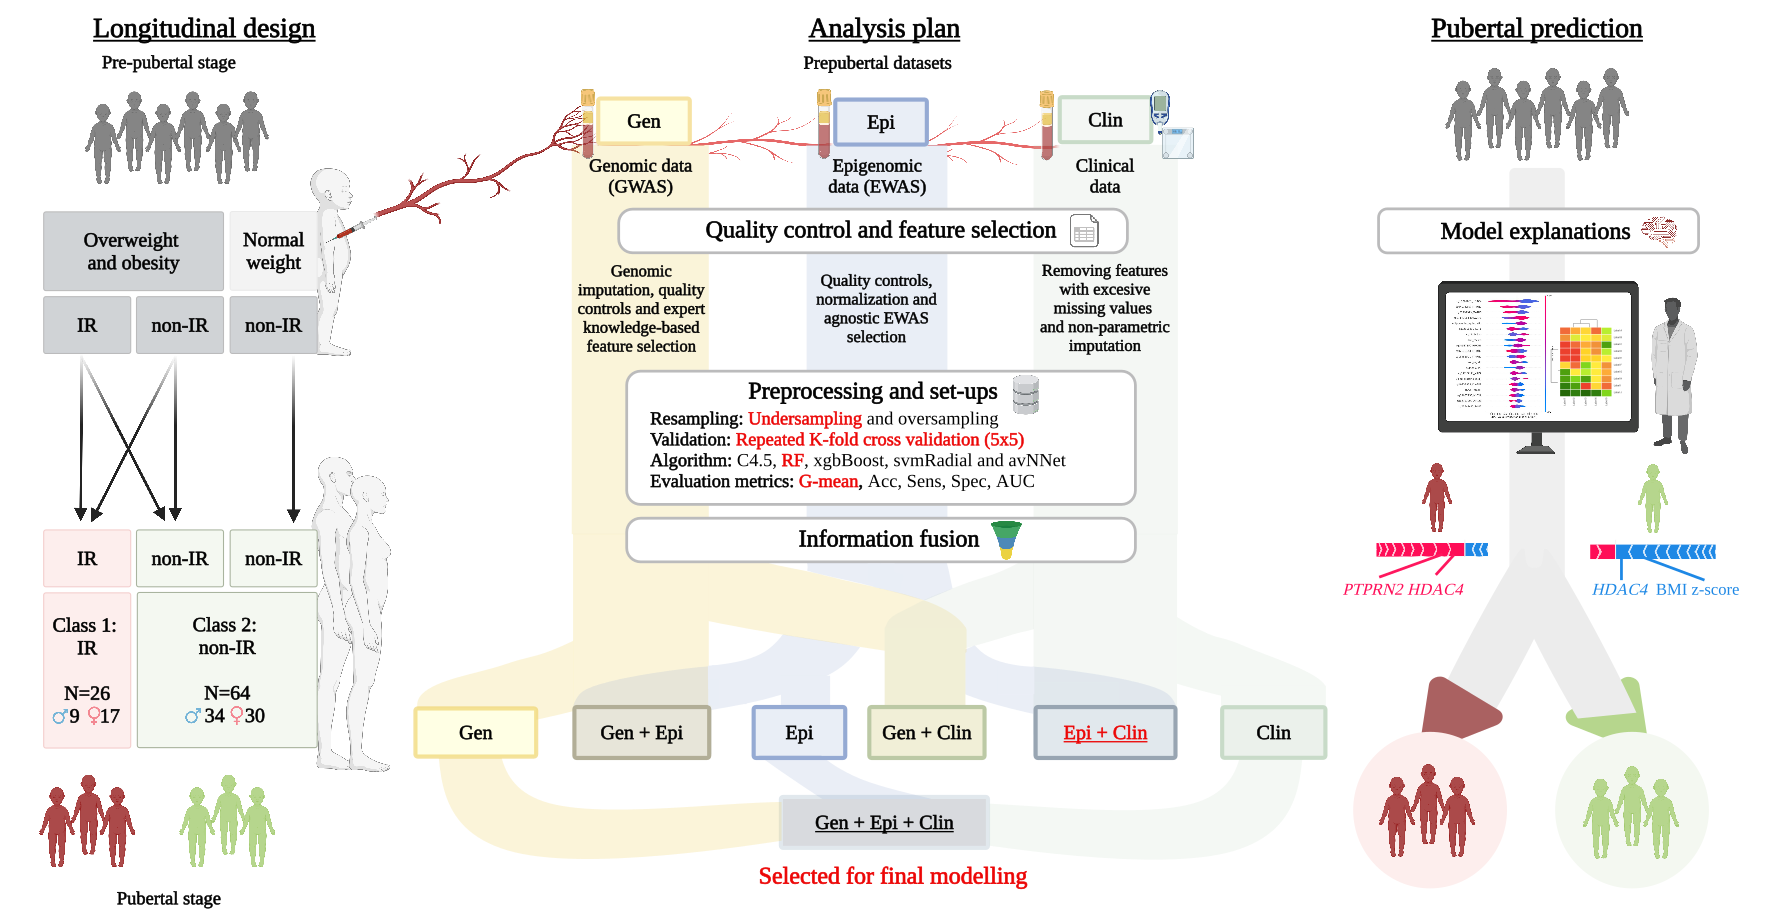 Longitudinal design
Pre-pubertal stage
Overweight
and obesity
Normal
weight
IR
non-IR
non-IR
IR
non-IR
non-IR
Class 1:
IR
N=26
♂9 ♀17
Class 2:
non-IR
N=64
♂34 ♀30
Pubertal stage
Analysis plan
Prepubertal datasets
Gen
Epi
Clin
Genomic data
(GWAS)
Epigenomic
data (EWAS)
Clinical
data
Quality control and feature selection
Genomic
imputation, quality
controls and expert
knowledge-based
feature selection
Quality controls,
normalization and
agnostic EWAS
selection
Removing features
with excesive
missing values
and non-parametric
imputation
Preprocessing and set-ups
Resampling: Undersampling and oversampling
Validation: Repeated K-fold cross validation (5x5)
Algorithm: C4.5, RF, xgbBoost, svmRadial and avNNet
Evaluation metrics: G-mean, Acc, Sens, Spec, AUC
Information fusion
Gen
Gen + Epi
Epi
Gen + Clin
Epi + Clin
Clin
Gen + Epi + Clin
Selected for final modelling
Pubertal prediction
Model explanations
PTPRN2 HDAC4
HDAC4 BMI z-score